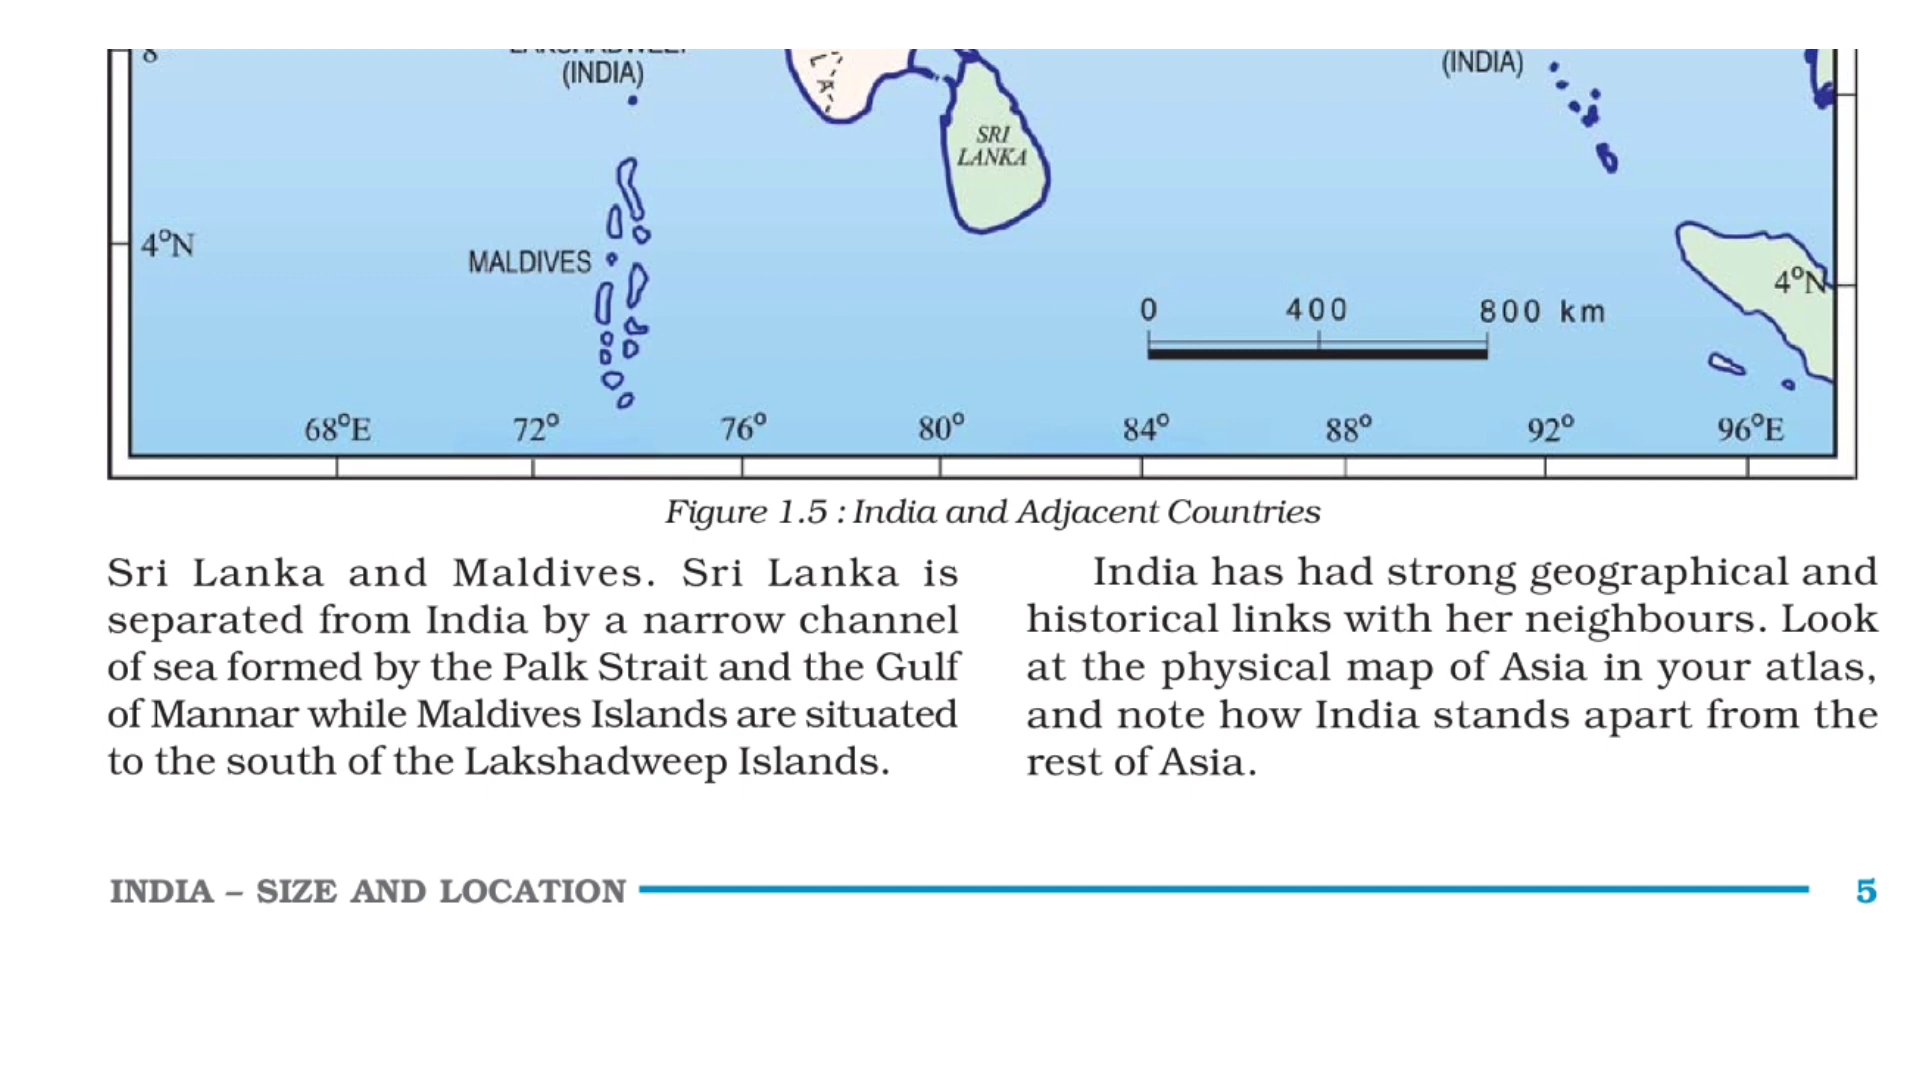 8
(INDIA)
(INDIA)
SRI
LANKA
4°N
MALDIVES
4°N
0 400 800 km
68°E 72° 76° 80° 84° 88° 92° 96°E
Figure 1.5 : India and Adjacent Countries
Sri Lanka and Maldives. Sri Lanka is
separated from India by a narrow channel
of sea formed by the Palk Strait and the Gulf
of Mannar while Maldives Islands are situated
to the south of the Lakshadweep Islands.
India has had strong geographical and
historical links with her neighbours. Look
at the physical map of Asia in your atlas,
and note how India stands apart from the
rest of Asia.
INDIA – SIZE AND LOCATION 5